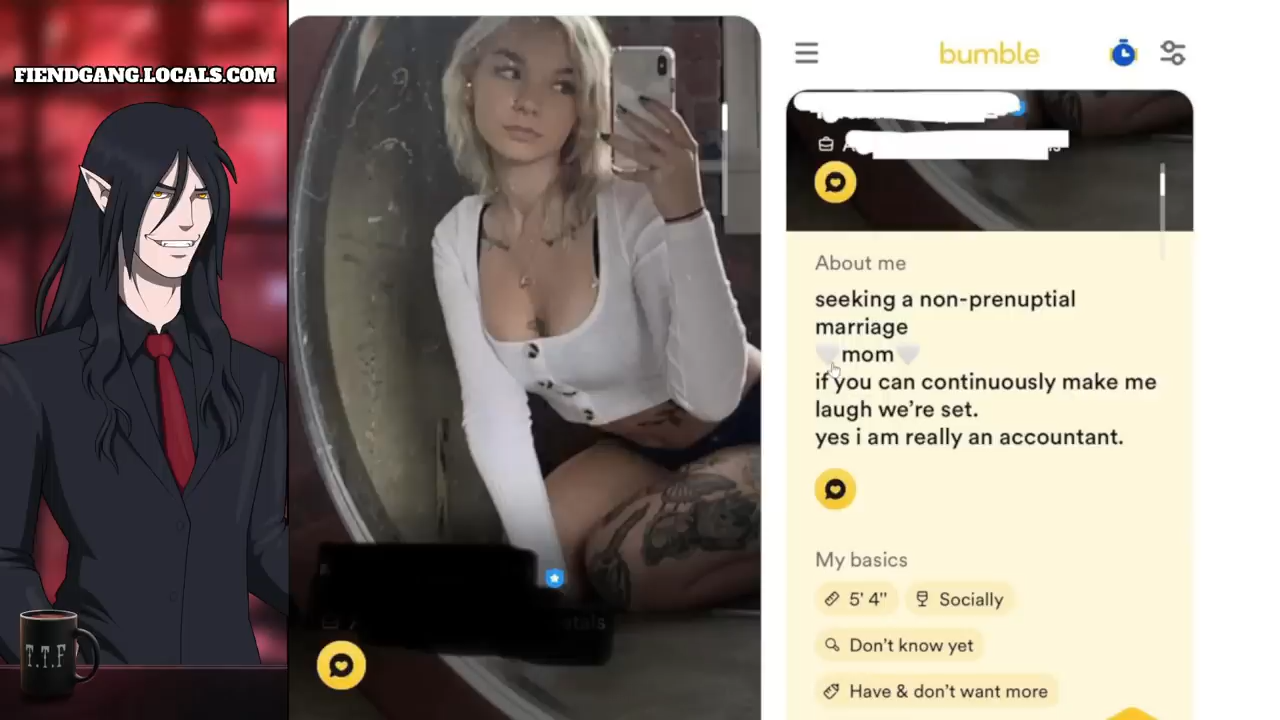 FIENDGANG.LOCALS.COM
bumble
About me
seeking a non-prenuptial
marriage
🤍mom🤍
if you can continuously make me
laugh we're set.
yes i am really an accountant.
My basics
5' 4"
Socially
Don't know yet
Have & don't want more
T.T.F